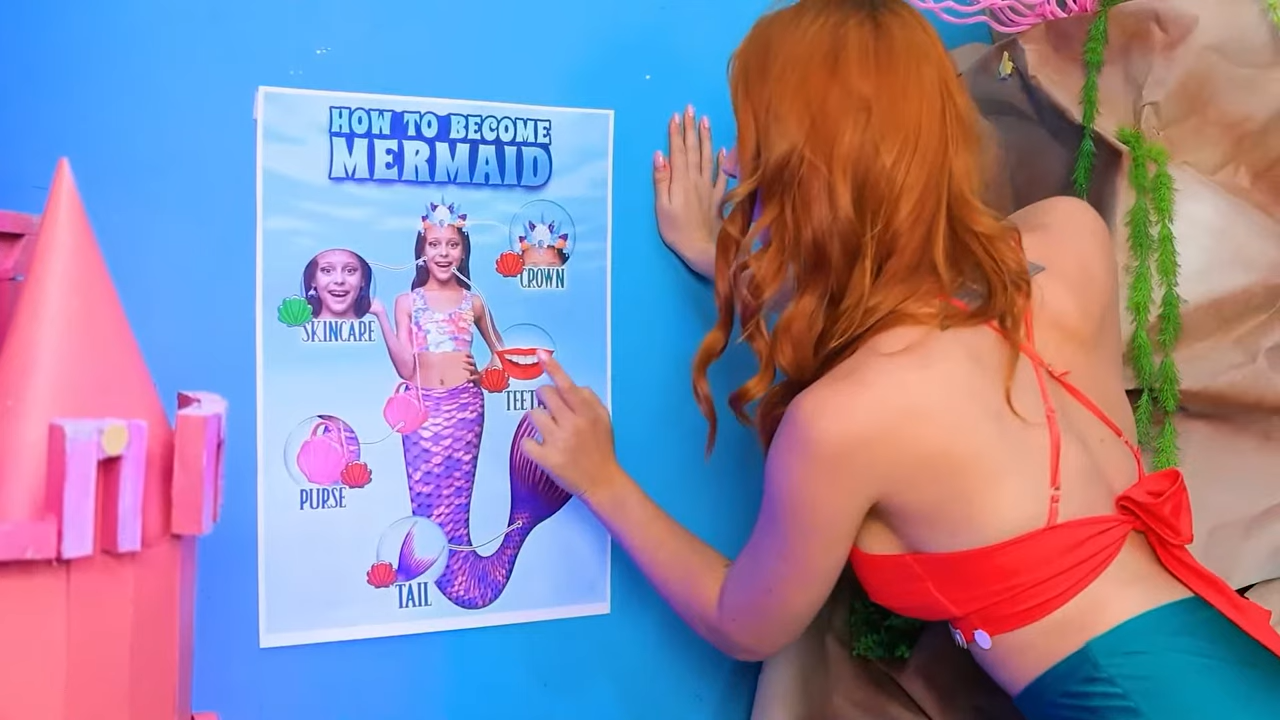 HOW TO BECOME
MERMAID
CROWN
SKINCARE
PURSE
TAIL